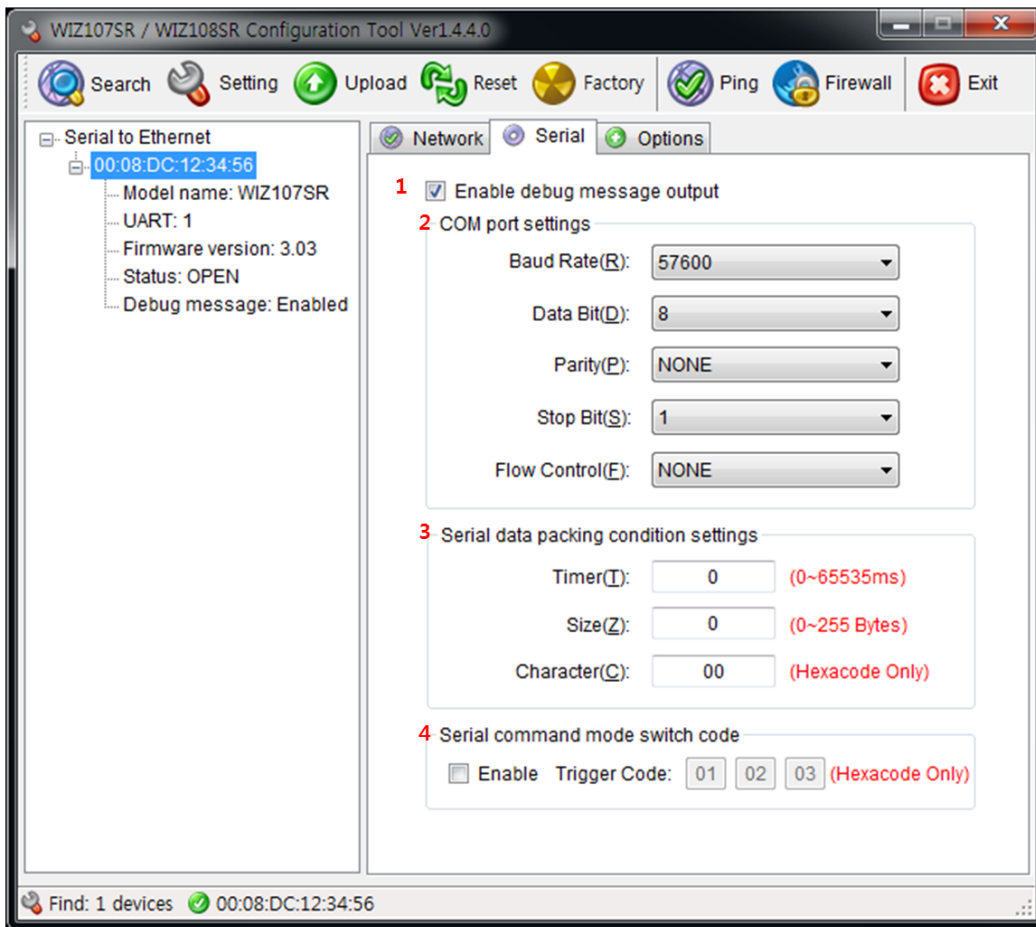 WIZ107SR / WIZ108SR Configuration Tool Ver1.4.4.0
Search Setting Upload Reset Factory Ping Firewall Exit
Serial to Ethernet
00:08:DC:12:34:56
Model name: WIZ107SR
UART: 1
Firmware version: 3.03
Status: OPEN
Debug message: Enabled
Network Serial Options
1 Enable debug message output
2 COM port settings
Baud Rate(R): 57600
Data Bit(D): 8
Parity(P): NONE
Stop Bit(S): 1
Flow Control(F): NONE
3 Serial data packing condition settings
Timer(T): 0 (0~65535ms)
Size(Z): 0 (0~255 Bytes)
Character(C): 00 (Hexacode Only)
4 Serial command mode switch code
Enable Trigger Code: 01 02 03 (Hexacode Only)
Find: 1 devices 00:08:DC:12:34:56